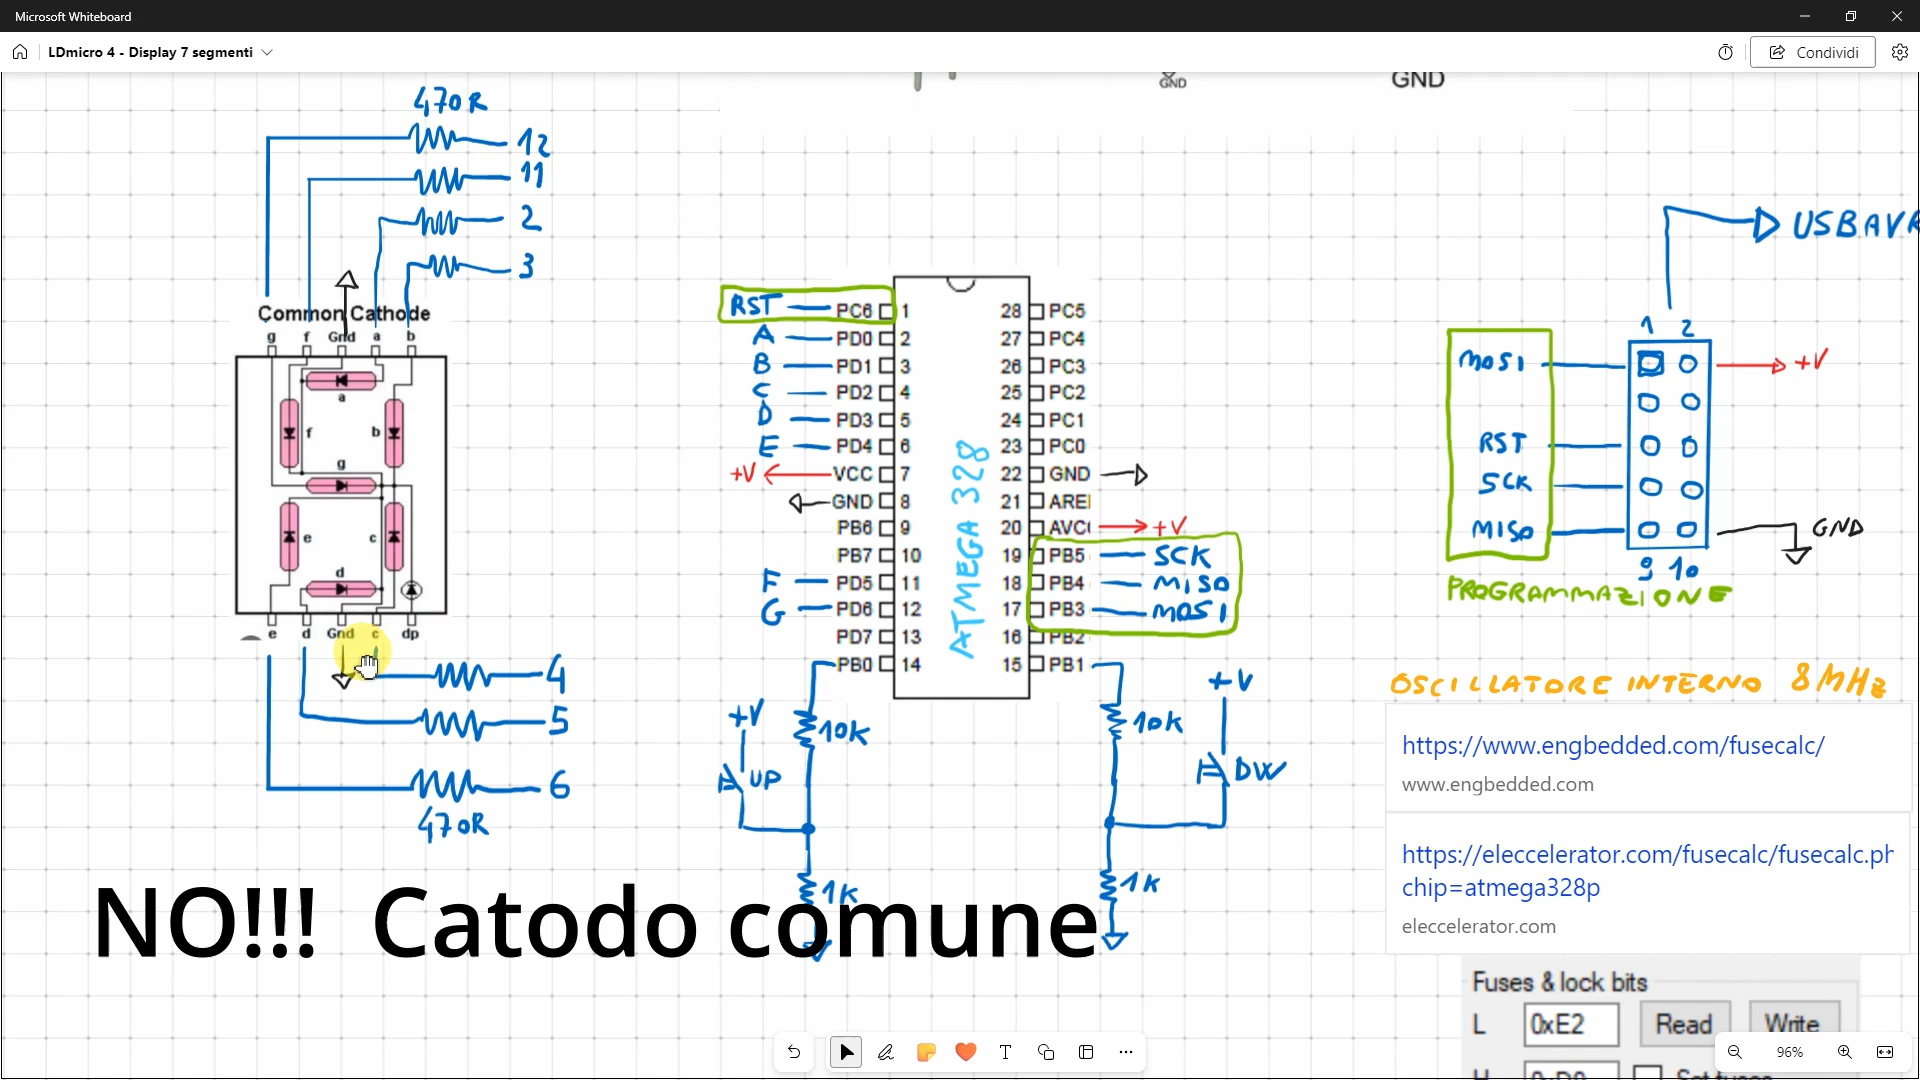 Microsoft Whiteboard
LDmicro 4 - Display 7 segmenti
Condividi
GND
GND
470R
12
11
2
3
Common Cathode
g f Gnd a b
a
f b
g
e c
d
e d Gnd c dp
4
5
6
470R
RST PC6 1
A PD0 2
B PD1 3
C PD2 4
D PD3 5
E PD4 6
+V VCC 7
GND 8
PB6 9
PB7 10
F PD5 11
G PD6 12
PD7 13
PB0 14
ATMEGA 328
28 PC5
27 PC4
26 PC3
25 PC2
24 PC1
23 PC0
22 GND
21 ARE
20 AVC +V
19 PB5 SCK
18 PB4 MISO
17 PB3 MOSI
16 PB2
15 PB1
+V 10K
UP
1K
10K +V
DW
1K
USBAVR
1 2
MOSI +V
RST
SCK
MISO GND
9 10
PROGRAMMAZIONE
OSCILLATORE INTERNO 8MHz
https://www.engbedded.com/fusecalc/
www.engbedded.com
https://eleccelerator.com/fusecalc/fusecalc.ph
chip=atmega328p
eleccelerator.com
NO!!! Catodo comune
Fuses & lock bits
L 0xE2 Read Write
96%